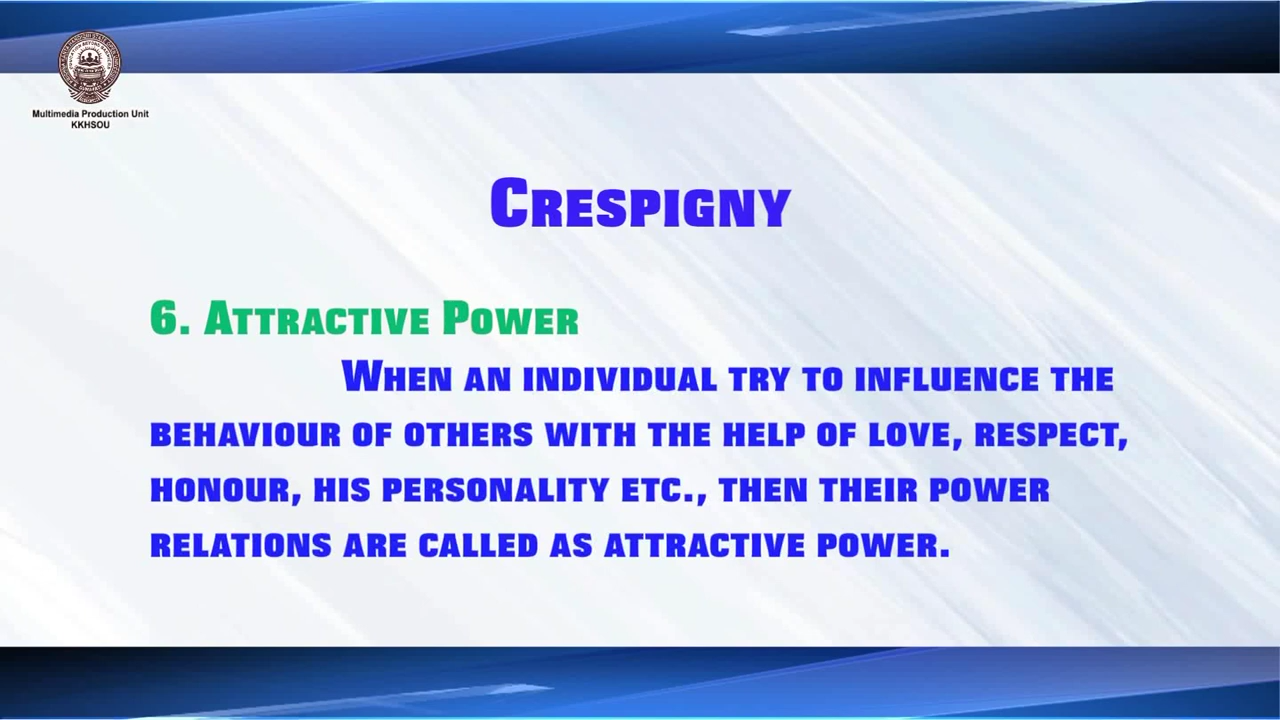 Multimedia Production Unit
KKHSOU
Crespigny
6. Attractive Power
When an individual try to influence the
behaviour of others with the help of love, respect,
honour, his personality etc., then their power
relations are called as attractive power.